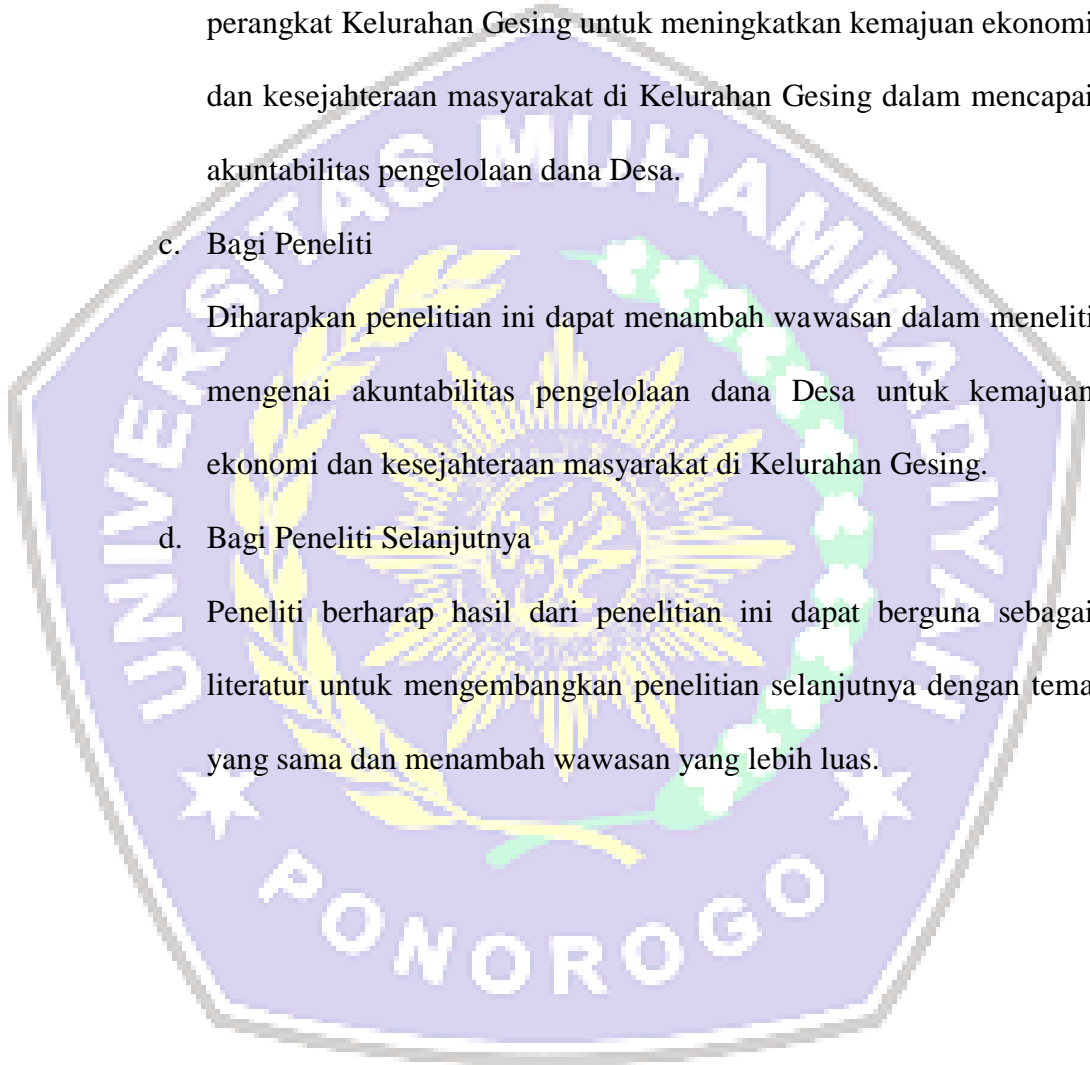 perangkat Kelurahan Gesing untuk meningkatkan kemajuan ekonomi
dan kesejahteraan masyarakat di Kelurahan Gesing dalam mencapai
akuntabilitas pengelolaan dana Desa.
c. Bagi Peneliti
Diharapkan penelitian ini dapat menambah wawasan dalam meneliti
mengenai akuntabilitas pengelolaan dana Desa untuk kemajuan
ekonomi dan kesejahteraan masyarakat di Kelurahan Gesing.
d. Bagi Peneliti Selanjutnya
Peneliti berharap hasil dari penelitian ini dapat berguna sebagai
literatur untuk mengembangkan penelitian selanjutnya dengan tema
yang sama dan menambah wawasan yang lebih luas.
UNIVERSITAS MUHAMMADIYAH
PONOROGO